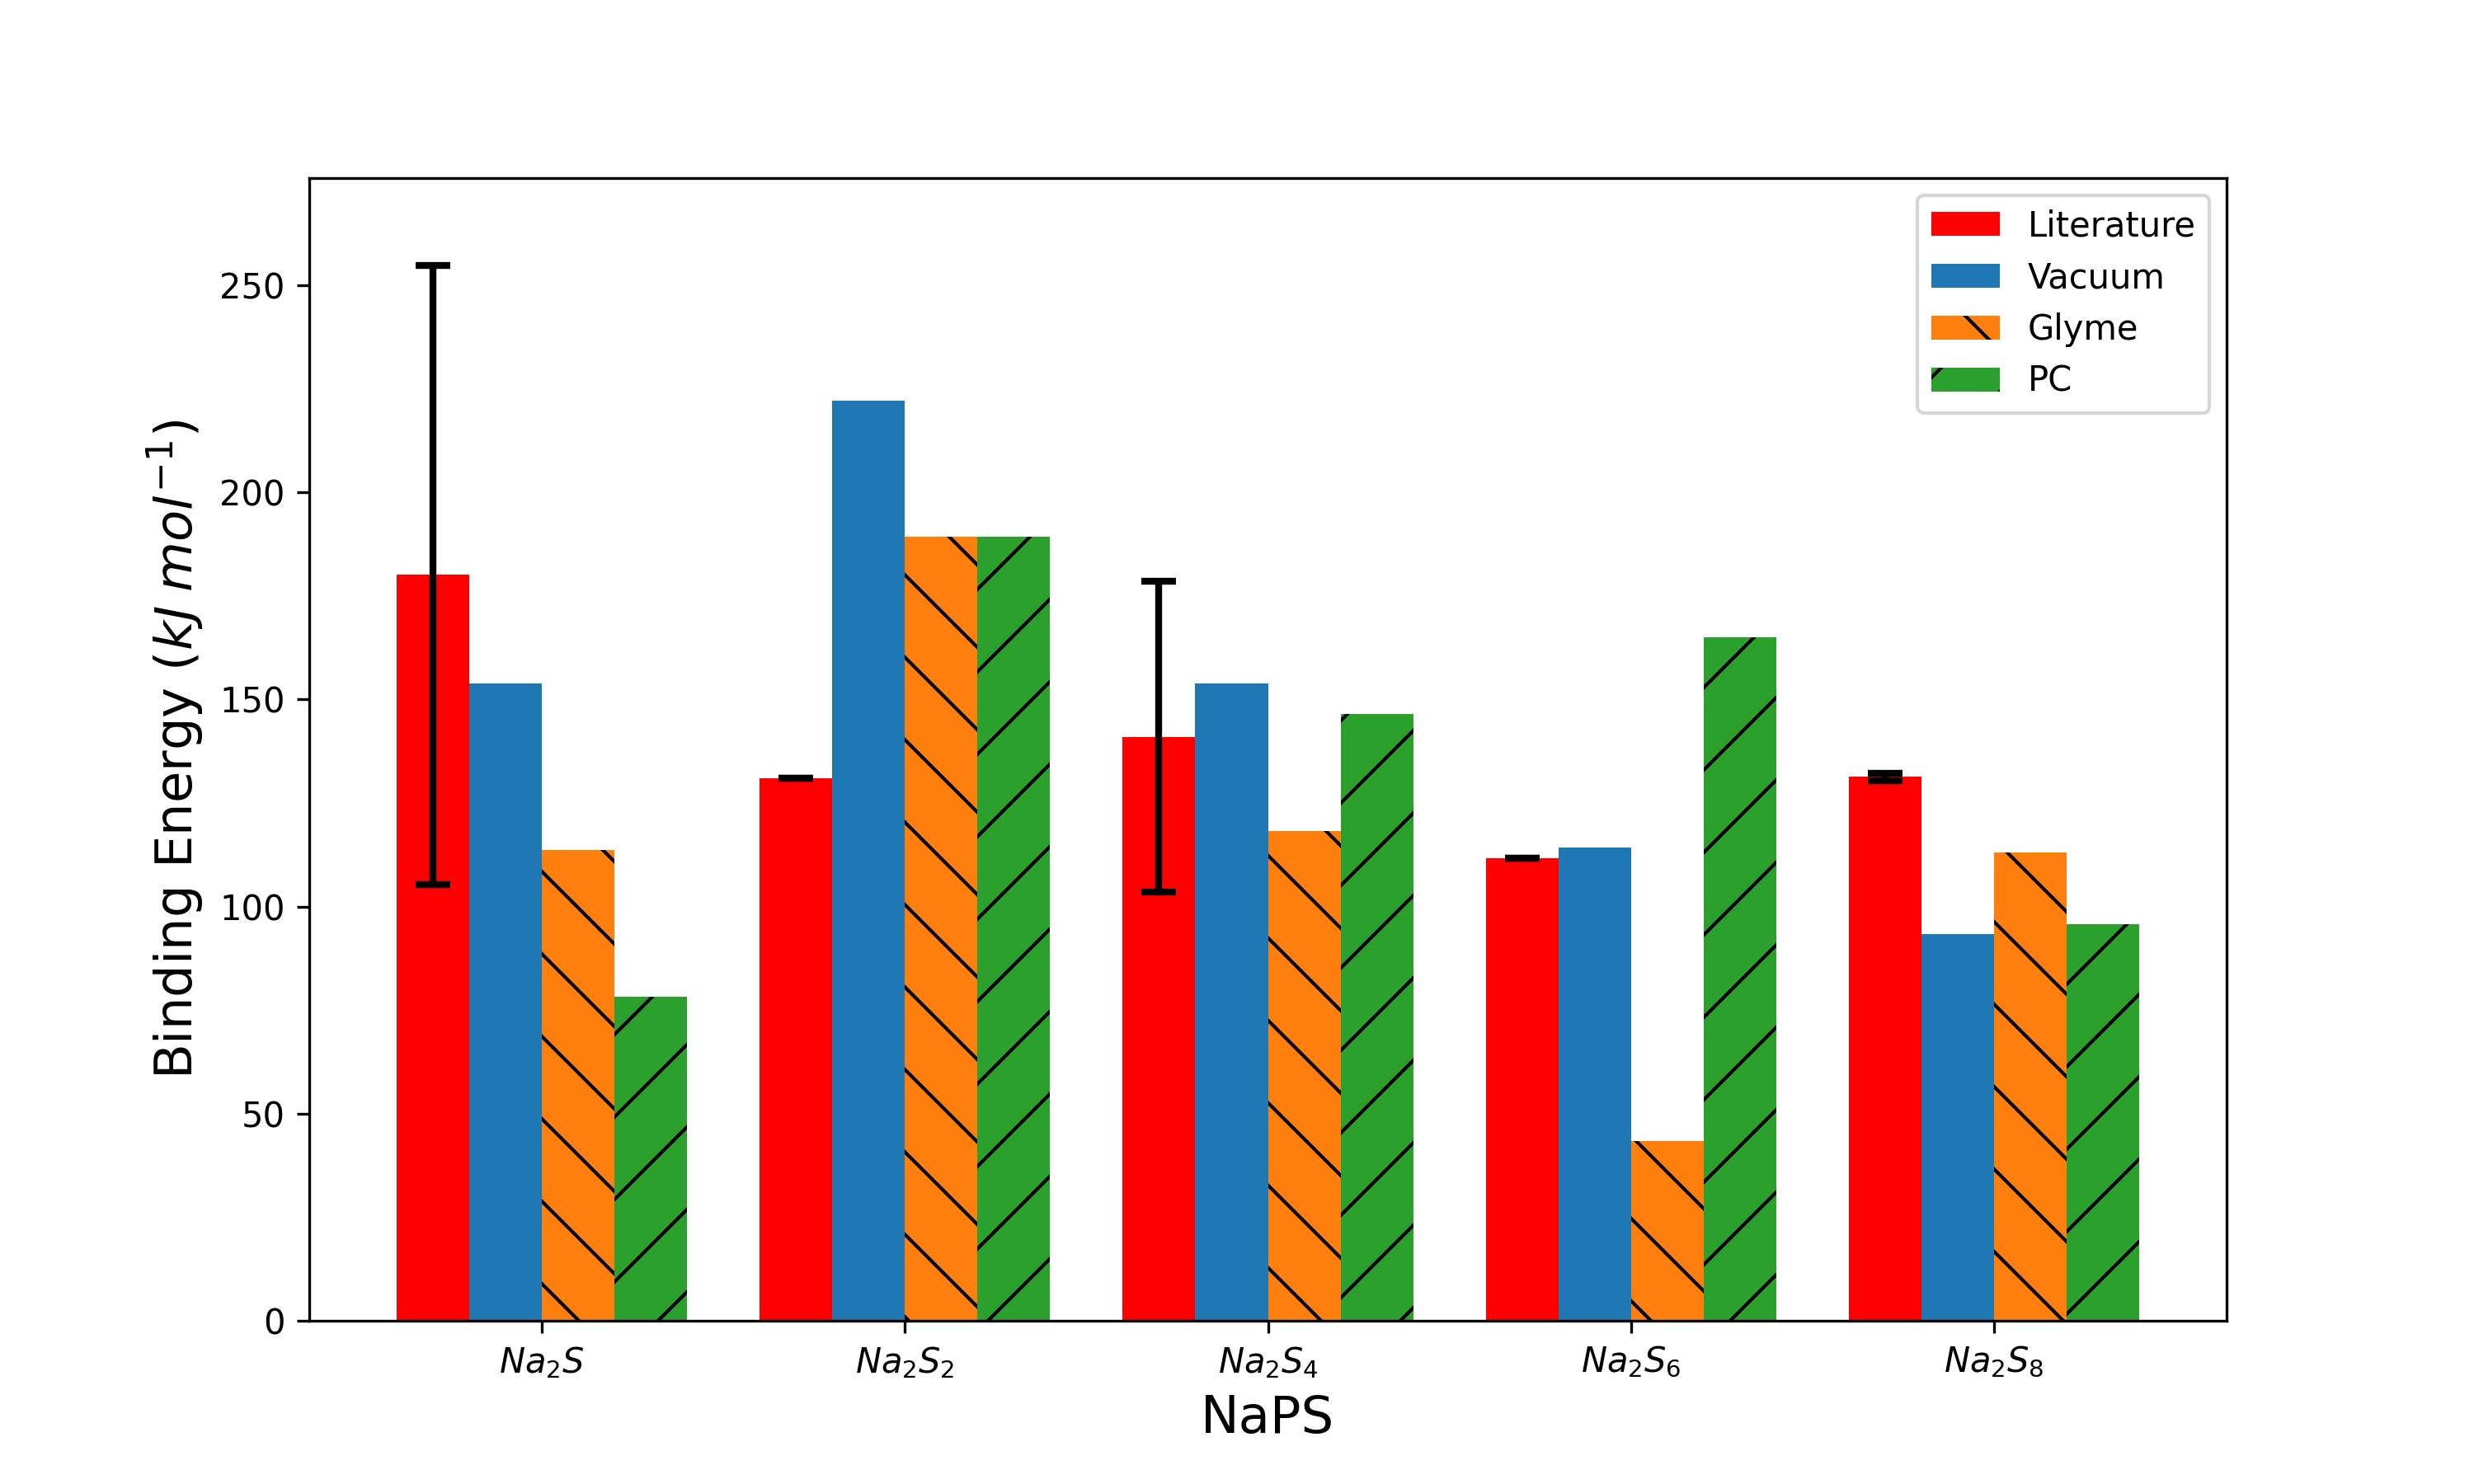 Literature
Vacuum
Glyme
PC
Binding Energy (kJ mol⁻¹)
250
200
150
100
50
0
Na₂S Na₂S₂ Na₂S₄ Na₂S₆ Na₂S₈
NaPS